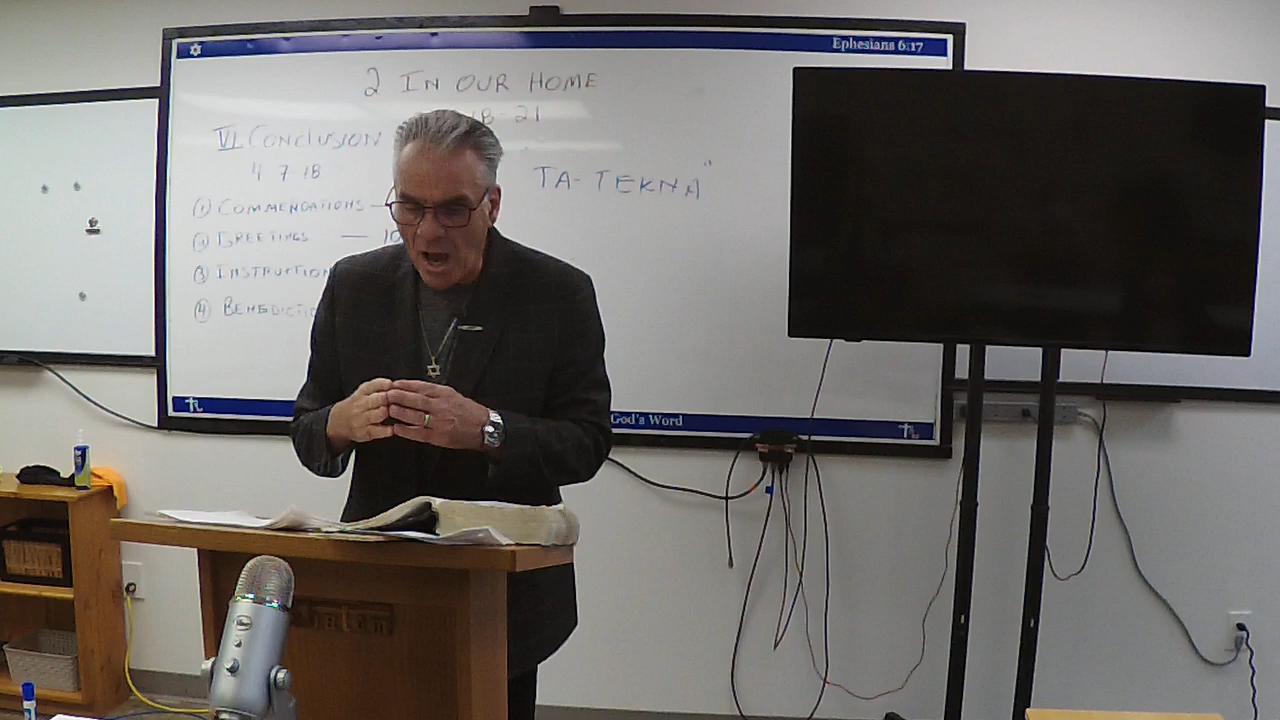 Ephesians 6:17
2 IN OUR HOME
18-21
VI CONCLUSION
4 7-18
TA-TEKNA"
① COMMENDATIONS —
② GREETINGS — 10
③ INSTRUCTION
④ BENEDICTIO
God's Word